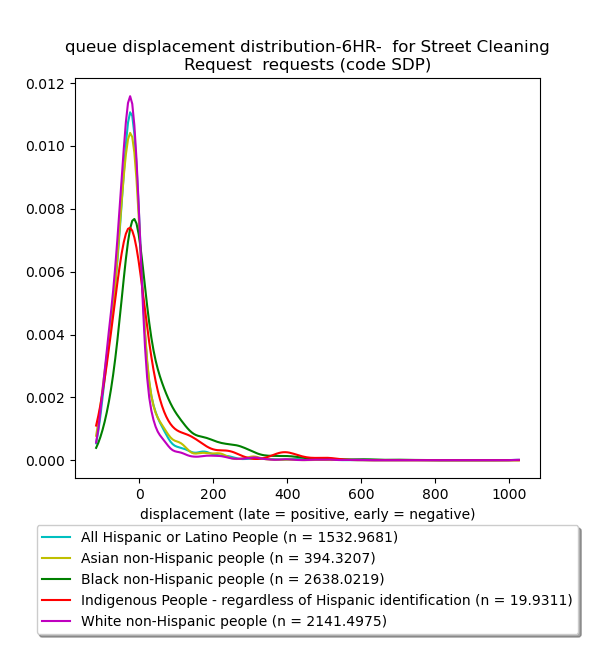 queue displacement distribution-6HR-  for Street Cleaning
Request  requests (code SDP)
0.012
0.010
0.008
0.006
0.004
0.002
0.000
0 200 400 600 800 1000
displacement (late = positive, early = negative)
All Hispanic or Latino People (n = 1532.9681)
Asian non-Hispanic people (n = 394.3207)
Black non-Hispanic people (n = 2638.0219)
Indigenous People - regardless of Hispanic identification (n = 19.9311)
White non-Hispanic people (n = 2141.4975)